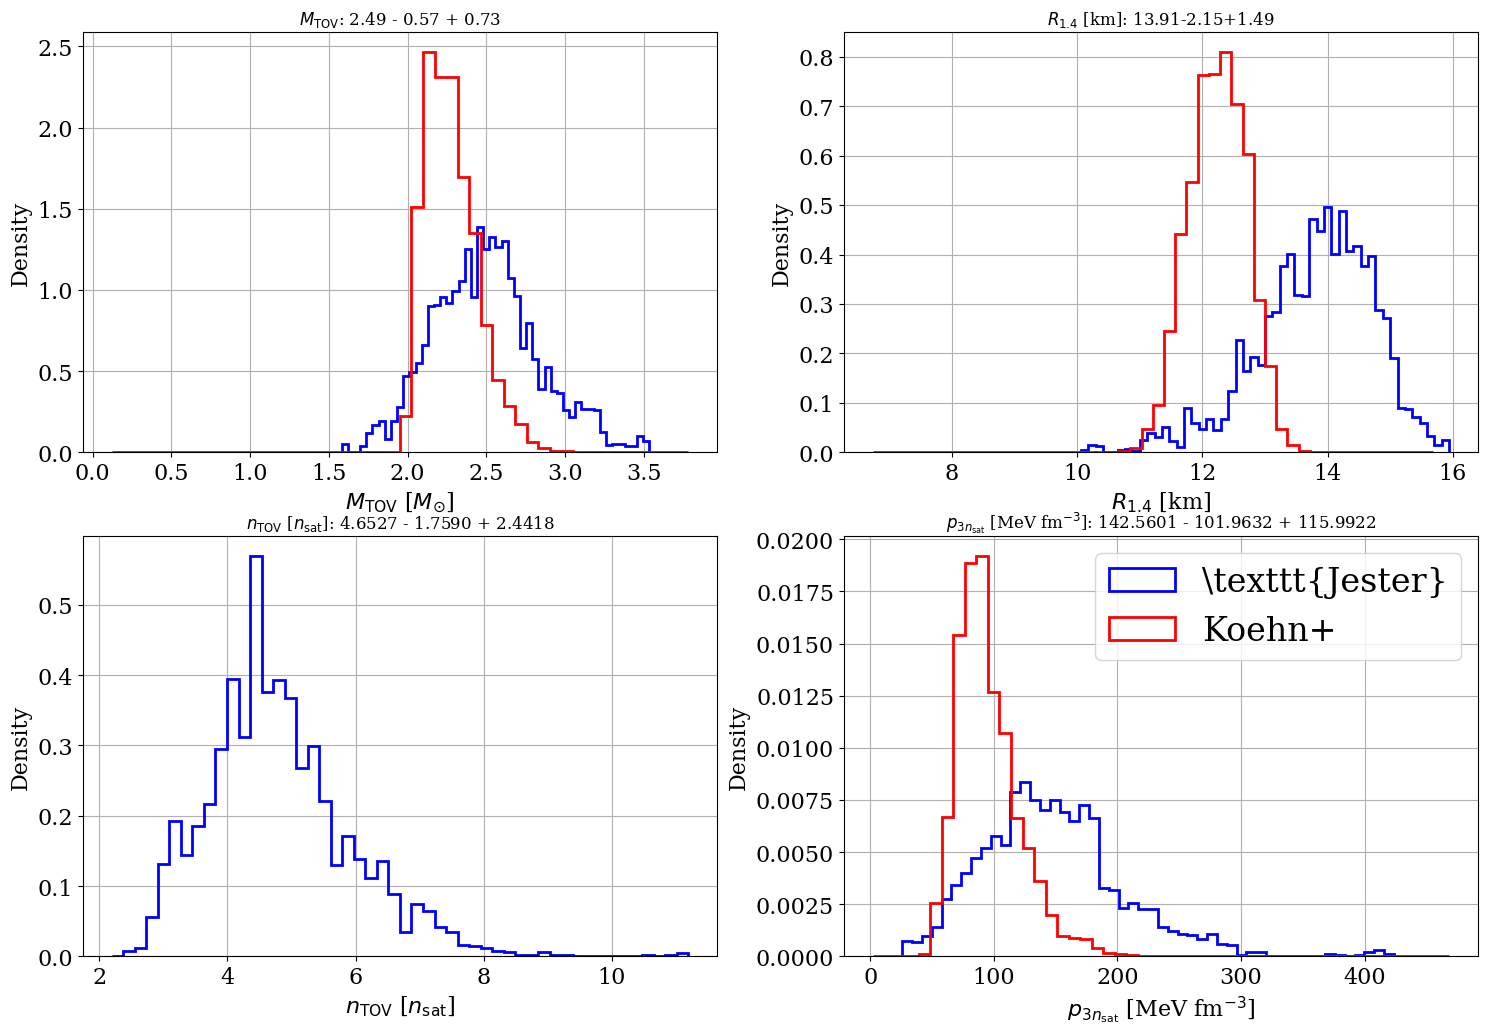 M_TOV: 2.49 - 0.57 + 0.73
Density
2.5
2.0
1.5
1.0
0.5
0.0
0.0 0.5 1.0 1.5 2.0 2.5 3.0 3.5
M_TOV [M_⊙]
R_1.4 [km]: 13.91-2.15+1.49
Density
0.8
0.7
0.6
0.5
0.4
0.3
0.2
0.1
0.0
8 10 12 14 16
R_1.4 [km]
n_TOV [n_sat]: 4.6527 - 1.7590 + 2.4418
Density
0.5
0.4
0.3
0.2
0.1
0.0
2 4 6 8 10
n_TOV [n_sat]
p_3n_sat [MeV fm⁻³]: 142.5601 - 101.9632 + 115.9922
Density
0.0200
0.0175
0.0150
0.0125
0.0100
0.0075
0.0050
0.0025
0.0000
\texttt{Jester}
Koehn+
0 100 200 300 400
p_3n_sat [MeV fm⁻³]